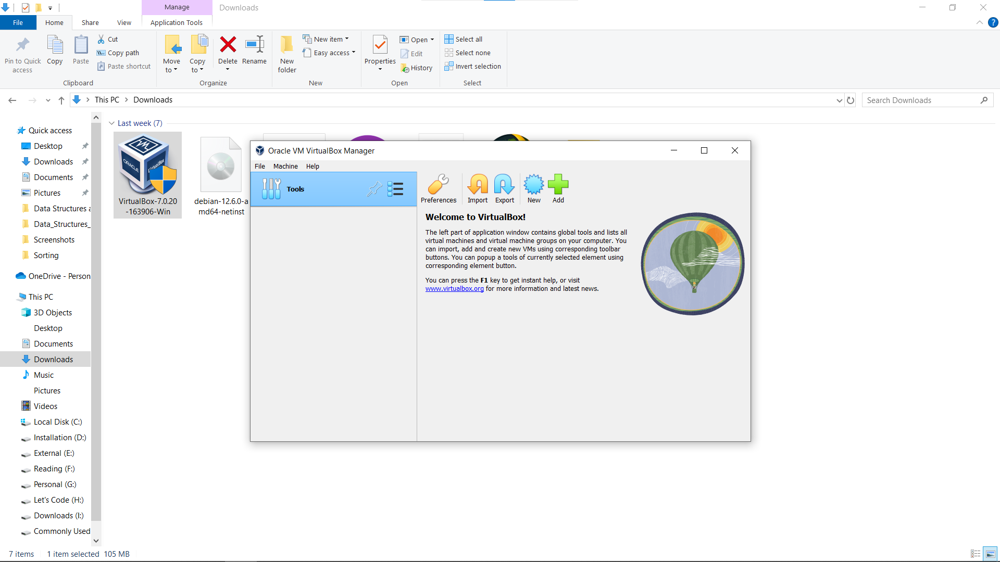 Manage
Downloads
File
Home
Share
View
Application Tools
Pin to Quick
access
Copy
Paste
Cut
Copy path
Paste shortcut
Clipboard
Move
to
Copy
to
Delete
Rename
Organize
New
folder
New item
Easy access
New
Properties
Open
Edit
History
Open
Select all
Select none
Invert selection
Select
This PC
Downloads
Search Downloads
Quick access
Desktop
Downloads
Documents
Pictures
Data Structures a
Data_Structures_
Screenshots
Sorting
OneDrive - Person
This PC
3D Objects
Desktop
Documents
Downloads
Music
Pictures
Videos
Local Disk (C:)
Installation (D:)
External (E:)
Reading (F:)
Personal (G:)
Let's Code (H:)
Downloads (I:)
Commonly Used
Last week (7)
ORACLE
VirtualBox
VirtualBox-7.0.20
-163906-Win
debian-12.6.0-a
md64-netinst
Oracle VM VirtualBox Manager
File
Machine
Help
Tools
Preferences
Import
Export
New
Add
Welcome to VirtualBox!
The left part of application window contains global tools and lists all
virtual machines and virtual machine groups on your computer. You
can import, add and create new VMs using corresponding toolbar
buttons. You can popup a tools of currently selected element using
corresponding element button.
You can press the F1 key to get instant help, or visit
www.virtualbox.org for more information and latest news.
7 items
1 item selected 105 MB